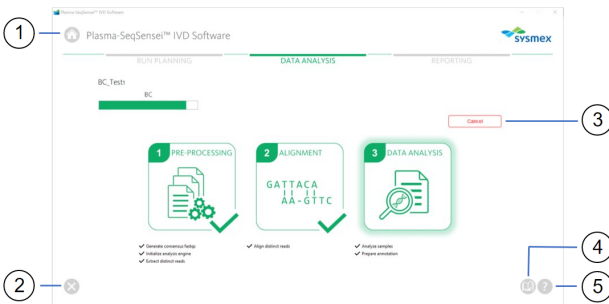 Plasma-SeqSensei™ IVD Software
1
Plasma-SeqSensei™ IVD Software
sysmex
RUN PLANNING
DATA ANALYSIS
REPORTING
BC_Test1
BC
Cancel
3
1 PRE-PROCESSING
2 ALIGNMENT
3 DATA ANALYSIS
GATTACA
AA-GTTC
Generate consensus fastqs
Initialize analysis engine
Extract distinct reads
Align distinct reads
Analyze samples
Prepare annotation
4
2
?
5